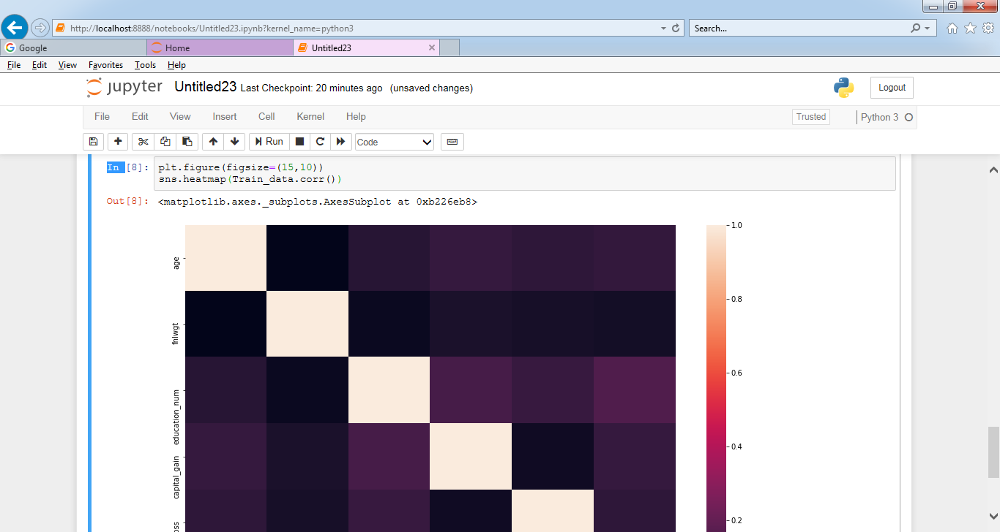 http://localhost:8888/notebooks/Untitled23.ipynb?kernel_name=python3
Search...
Google
Home
Untitled23
File Edit View Favorites Tools Help
jupyter Untitled23 Last Checkpoint: 20 minutes ago (unsaved changes)
Logout
File Edit View Insert Cell Kernel Help
Trusted
Python 3
Run
Code
In [8]: plt.figure(figsize=(15,10))
sns.heatmap(Train_data.corr())
Out[8]: <matplotlib.axes._subplots.AxesSubplot at 0xb226eb8>
age
fnlwgt
education_num
capital_gain
1.0
0.8
0.6
0.4
0.2